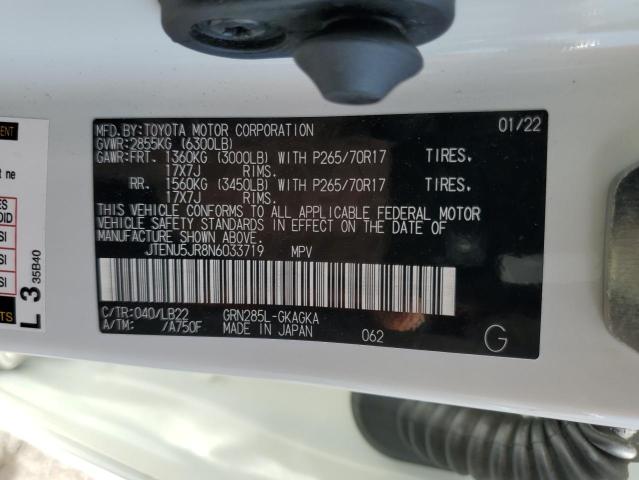 MFD.BY:TOYOTA MOTOR CORPORATION 01/22
GVWR:2855KG (6300LB)
GAWR:FRT. 1360KG (3000LB) WITH P265/70R17 TIRES.
17X7J RIMS.
RR. 1560KG (3450LB) WITH P265/70R17 TIRES.
17X7J RIMS.
THIS VEHICLE CONFORMS TO ALL APPLICABLE FEDERAL MOTOR
VEHICLE SAFETY STANDARDS IN EFFECT ON THE DATE OF
MANUFACTURE SHOWN ABOVE.
JTENU5JR8N6033719 MPV
C/TR:040/LB22 GRN285L-GKAGKA
A/TM: /A750F MADE IN JAPAN 062 G
L 3 35B40